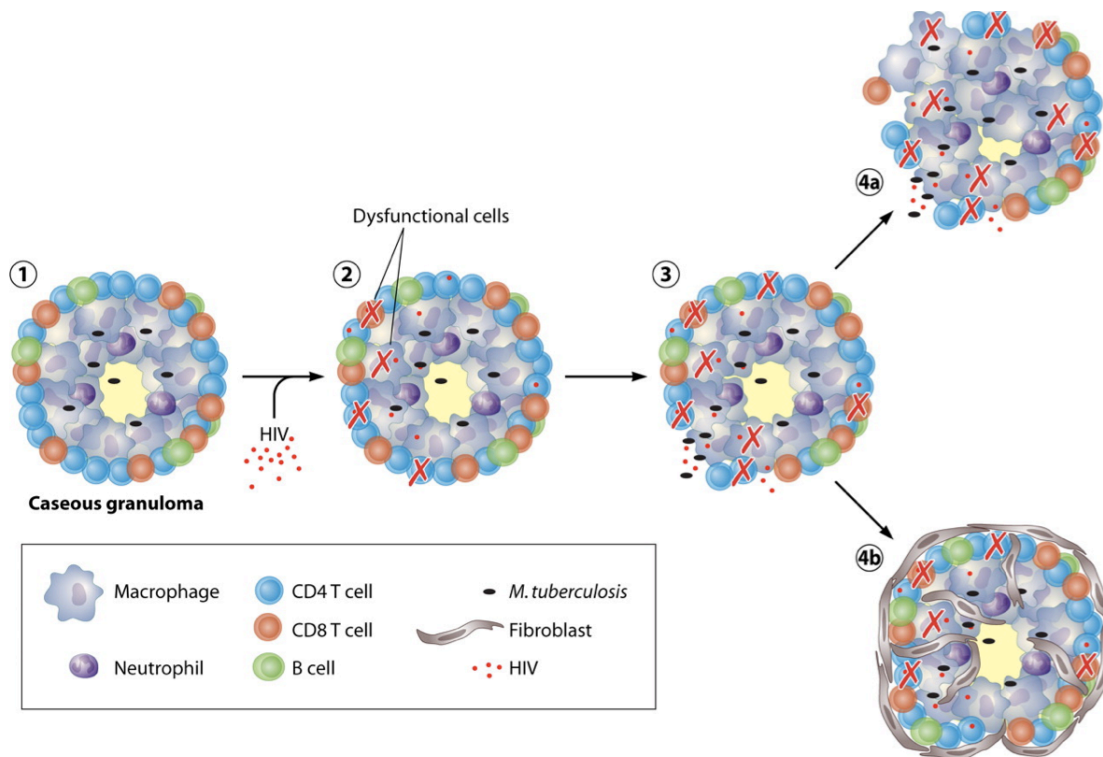 4a
Dysfunctional cells
1
2
3
HIV
Caseous granuloma
4b
Macrophage
CD4 T cell
M. tuberculosis
CD8 T cell
Fibroblast
Neutrophil
B cell
HIV